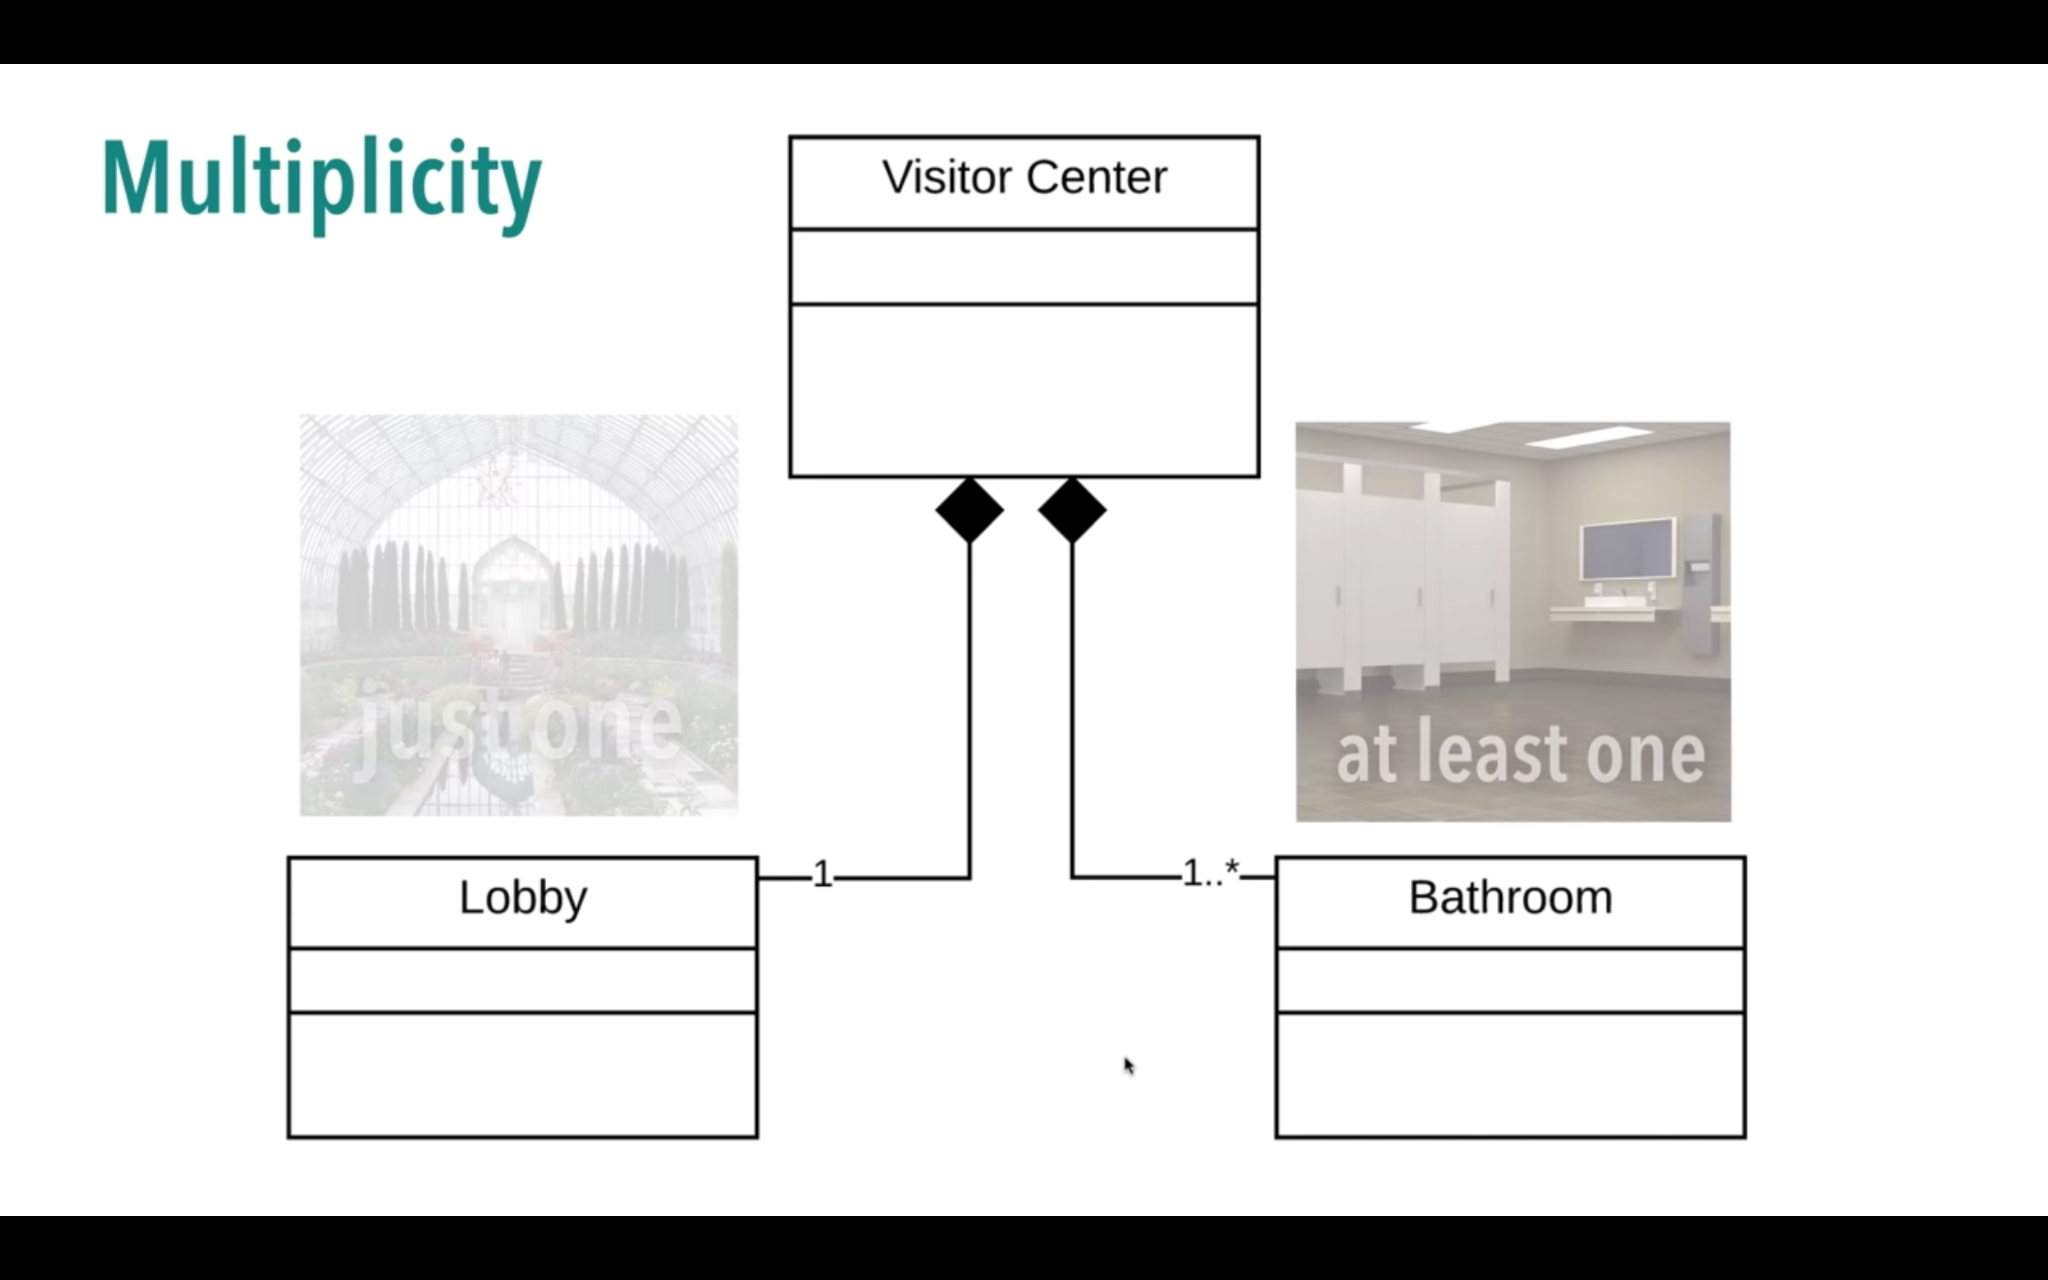 Multiplicity
Visitor Center
just one
at least one
1
1..*
Lobby
Bathroom